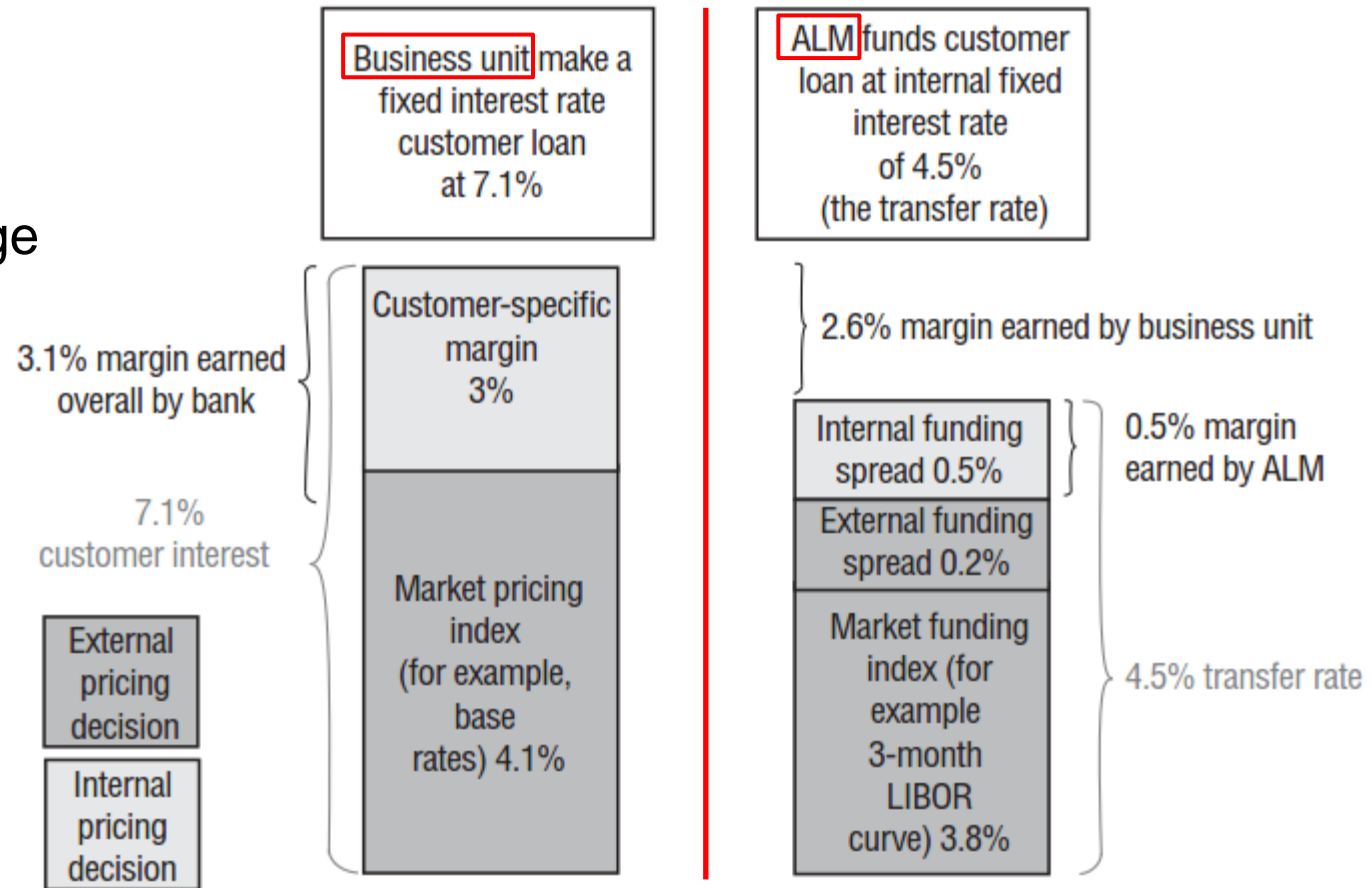 Business unit make a
fixed interest rate
customer loan
at 7.1%
ALM funds customer
loan at internal fixed
interest rate
of 4.5%
(the transfer rate)
ge
3.1% margin earned
overall by bank
7.1%
customer interest
Customer-specific
margin
3%
Market pricing
index
(for example,
base
rates) 4.1%
External
pricing
decision
Internal
pricing
decision
2.6% margin earned by business unit
Internal funding
spread 0.5%
0.5% margin
earned by ALM
External funding
spread 0.2%
Market funding
index (for
example
3-month
LIBOR
curve) 3.8%
4.5% transfer rate